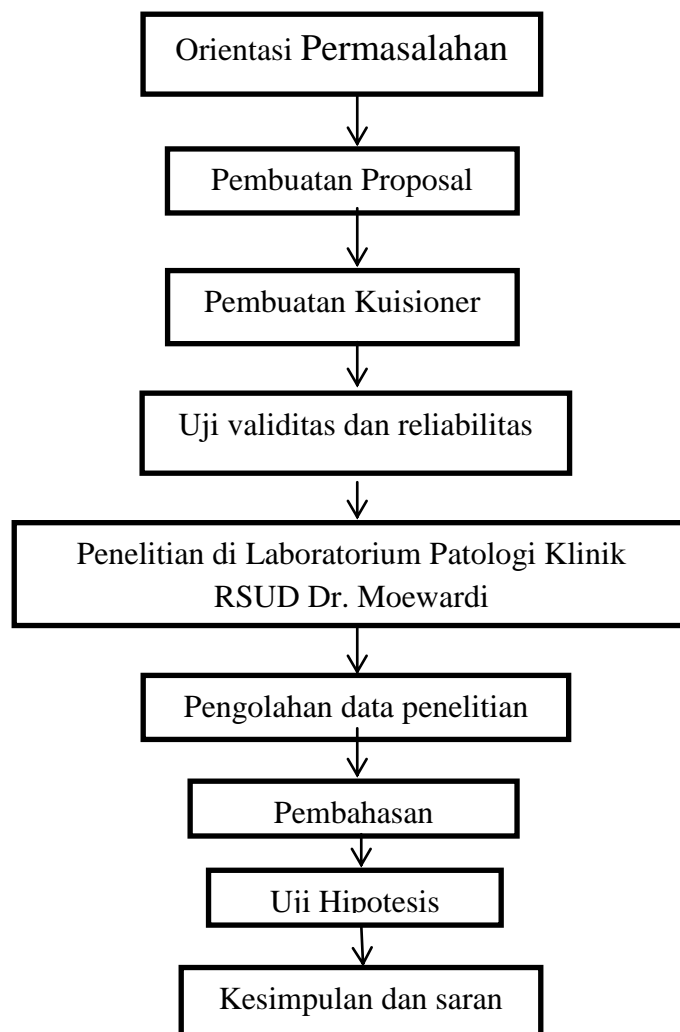 Orientasi Permasalahan
Pembuatan Proposal
Pembuatan Kuisioner
Uji validitas dan reliabilitas
Penelitian di Laboratorium Patologi Klinik
RSUD Dr. Moewardi
Pengolahan data penelitian
Pembahasan
Uji Hipotesis
Kesimpulan dan saran